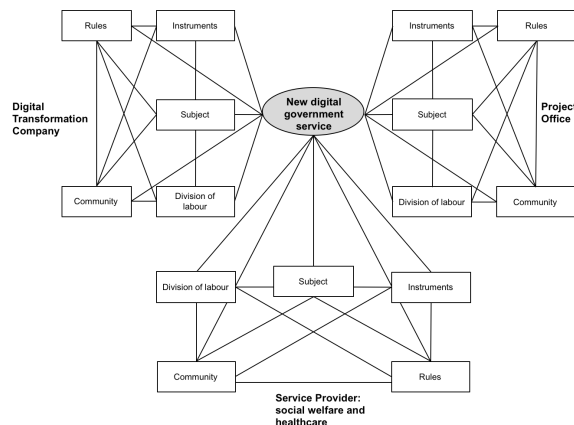 Rules
Instruments
Instruments
Rules
Digital
Transformation
Company
Subject
New digital
government
service
Subject
Project
Office
Community
Division of
labour
Division of labour
Community
Division of labour
Subject
Instruments
Community
Rules
Service Provider:
social welfare and
healthcare